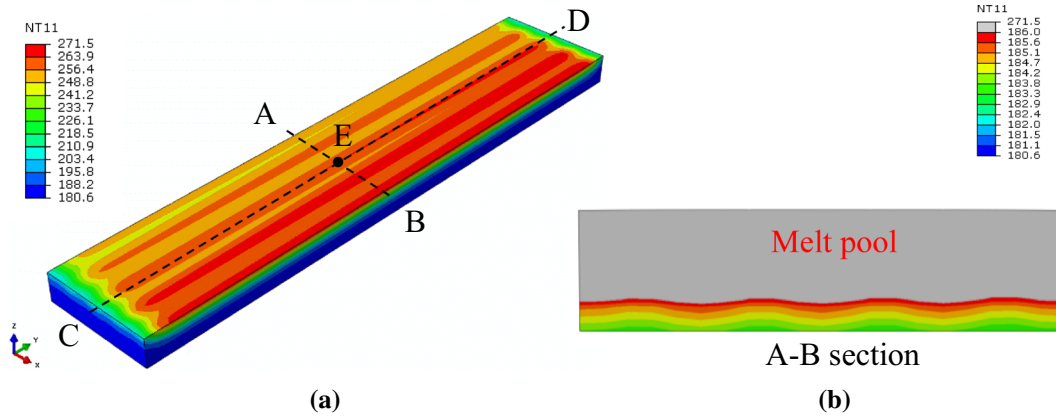 NT11
271.5
263.9
256.4
248.8
241.2
233.7
226.1
218.5
210.9
203.4
195.8
188.2
180.6
A
E
B
C
D
z
Y
x
(a)
NT11
271.5
186.0
185.6
185.1
184.7
184.2
183.8
183.3
182.9
182.4
182.0
181.5
181.1
180.6
Melt pool
A-B section
(b)